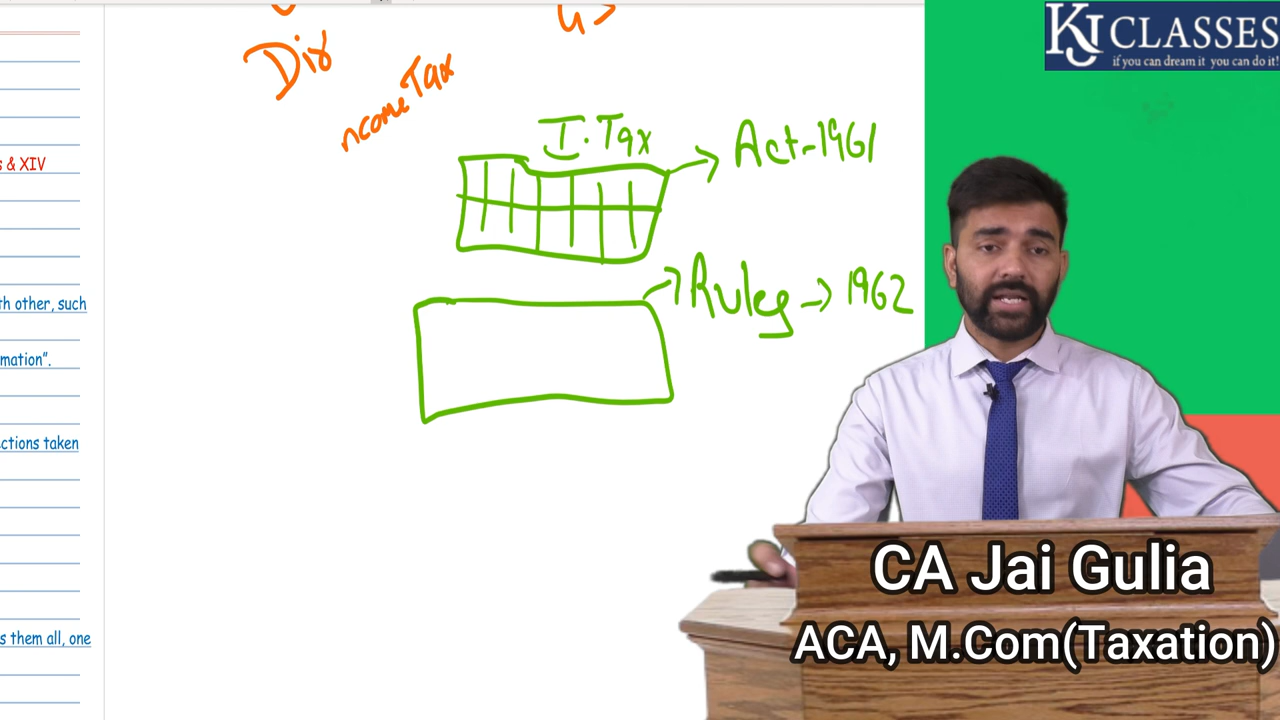 KJ CLASSES
if you can dream it you can do it!
Dir
ncome Tax
I. Tax
Act-1961
s & XIV
Rules → 1962
th other, such
mation”.
ctions taken
s them all, one
CA Jai Gulia
ACA, M.Com(Taxation)